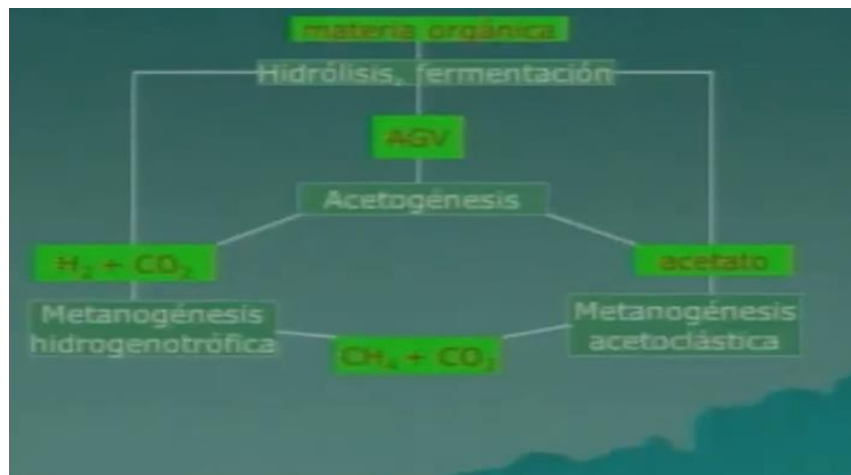 materia orgánica
Hidrólisis, fermentación
AGV
Acetogénesis
H₂ + CO₂
acetato
Metanogénesis
hidrogenotrófica
Metanogénesis
acetoclástica
CH₄ + CO₂